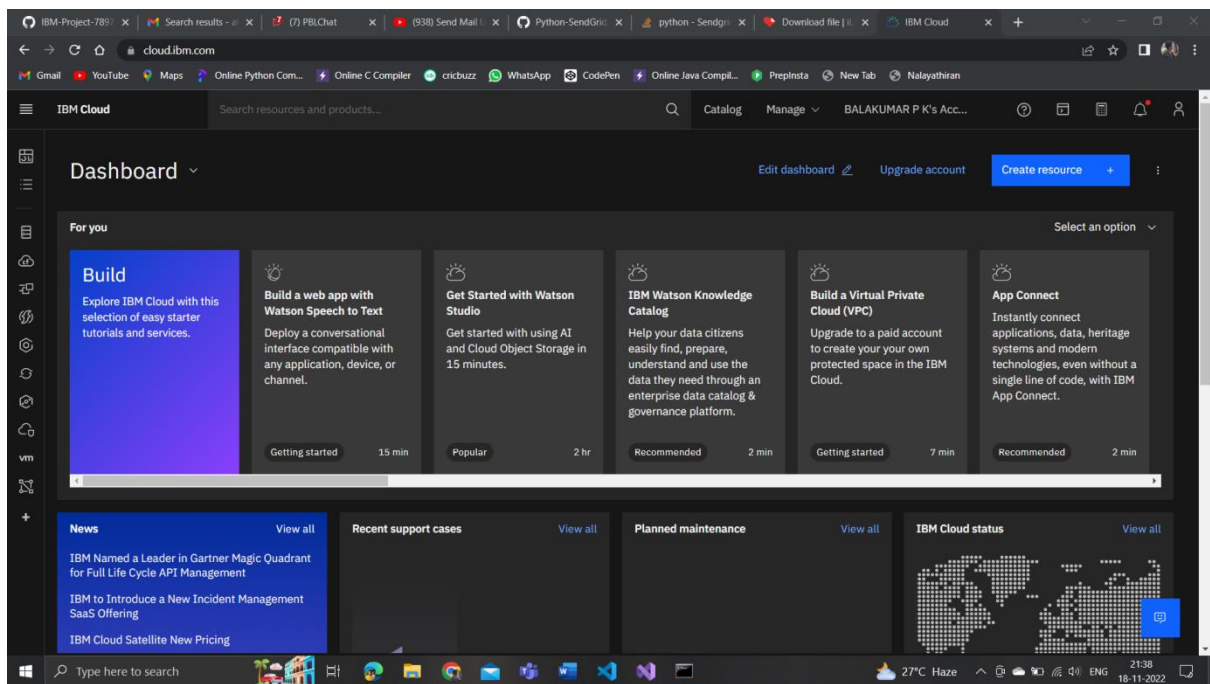 IBM-Project-7897
Search results - a
(7) PBLChat
(938) Send Mail U
Python-SendGrid
python - Sendgri
Download file | iL
IBM Cloud
cloud.ibm.com
Gmail
YouTube
Maps
Online Python Com...
Online C Compiler
cricbuzz
WhatsApp
CodePen
Online Java Compil...
PrepInsta
New Tab
Nalayathiran
IBM Cloud
Search resources and products...
Catalog
Manage
BALAKUMAR P K's Acc...
Dashboard
Edit dashboard
Upgrade account
Create resource +
For you
Select an option
Build
Explore IBM Cloud with this
selection of easy starter
tutorials and services.
Build a web app with
Watson Speech to Text
Deploy a conversational
interface compatible with
any application, device, or
channel.
Getting started
15 min
Get Started with Watson
Studio
Get started with using AI
and Cloud Object Storage in
15 minutes.
Popular
2 hr
IBM Watson Knowledge
Catalog
Help your data citizens
easily find, prepare,
understand and use the
data they need through an
enterprise data catalog &
governance platform.
Recommended
2 min
Build a Virtual Private
Cloud (VPC)
Upgrade to a paid account
to create your your own
protected space in the IBM
Cloud.
Getting started
7 min
App Connect
Instantly connect
applications, data, heritage
systems and modern
technologies, even without a
single line of code, with IBM
App Connect.
Recommended
2 min
vm
News
View all
IBM Named a Leader in Gartner Magic Quadrant
for Full Life Cycle API Management
IBM to Introduce a New Incident Management
SaaS Offering
IBM Cloud Satellite New Pricing
Recent support cases
View all
Planned maintenance
View all
IBM Cloud status
View all
Type here to search
27°C Haze
ENG
21:38
18-11-2022